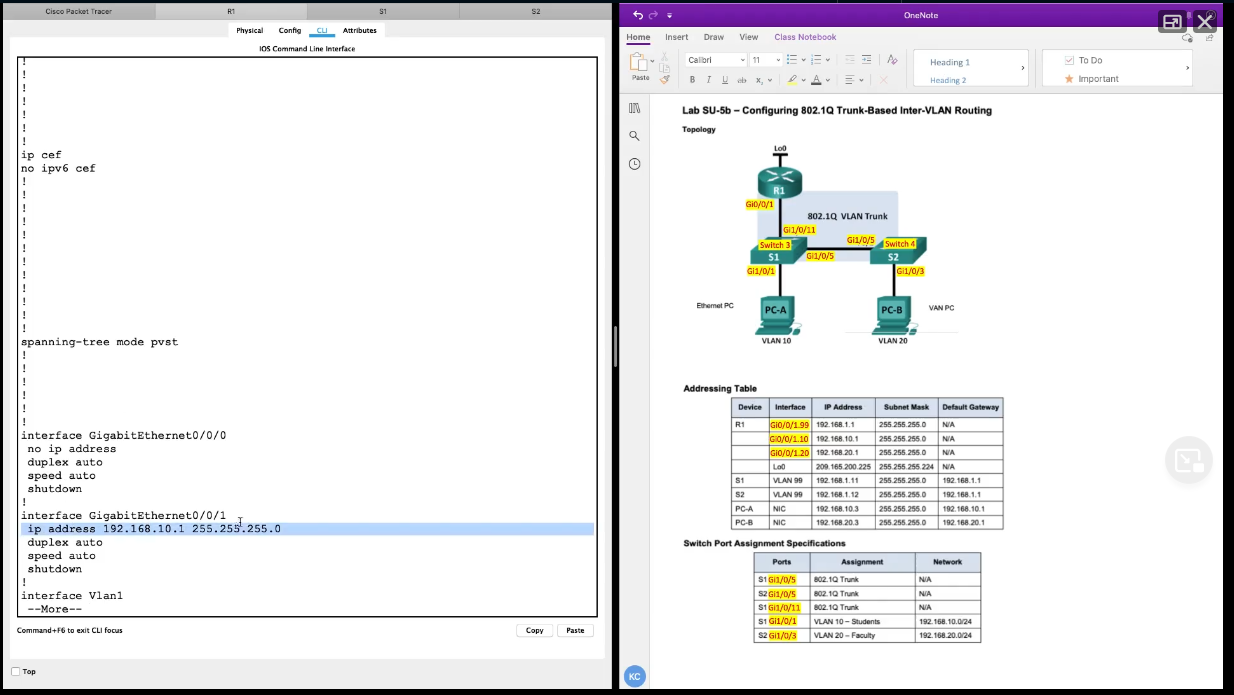 Cisco Packet Tracer
R1
S1
S2
Physical
Config
CLI
Attributes
IOS Command Line Interface
!
!
!
!
!
!
!
ip cef
no ipv6 cef
!
!
!
!
!
!
!
!
!
!
!
!
spanning-tree mode pvst
!
!
!
!
!
!
interface GigabitEthernet0/0/0
no ip address
duplex auto
speed auto
shutdown
!
interface GigabitEthernet0/0/1
ip address 192.168.10.1 255.255.255.0
duplex auto
speed auto
shutdown
!
interface Vlan1
--More--
Command+F6 to exit CLI focus
Copy
Paste
Top
OneNote
Home
Insert
Draw
View
Class Notebook
Paste
Calibri
11
B I U ab x₂ A
Heading 1
Heading 2
To Do
Important
Lab SU-5b – Configuring 802.1Q Trunk-Based Inter-VLAN Routing
Topology
Lo0
R1
Gi0/0/1
802.1Q VLAN Trunk
Gi1/0/11
Switch 3
Gi1/0/5
Switch 4
S1
Gi1/0/5
S2
Gi1/0/1
Gi1/0/3
Ethernet PC
PC-A
PC-B
VAN PC
VLAN 10
VLAN 20
Addressing Table
Device Interface IP Address Subnet Mask Default Gateway
R1 Gi0/0/1.99 192.168.1.1 255.255.255.0 N/A
Gi0/0/1.10 192.168.10.1 255.255.255.0 N/A
Gi0/0/1.20 192.168.20.1 255.255.255.0 N/A
Lo0 209.165.200.225 255.255.255.224 N/A
S1 VLAN 99 192.168.1.11 255.255.255.0 192.168.1.1
S2 VLAN 99 192.168.1.12 255.255.255.0 192.168.1.1
PC-A NIC 192.168.10.3 255.255.255.0 192.168.10.1
PC-B NIC 192.168.20.3 255.255.255.0 192.168.20.1
Switch Port Assignment Specifications
Ports Assignment Network
S1 Gi1/0/5 802.1Q Trunk N/A
S2 Gi1/0/5 802.1Q Trunk N/A
S1 Gi1/0/11 802.1Q Trunk N/A
S1 Gi1/0/1 VLAN 10 – Students 192.168.10.0/24
S2 Gi1/0/3 VLAN 20 – Faculty 192.168.20.0/24
KC